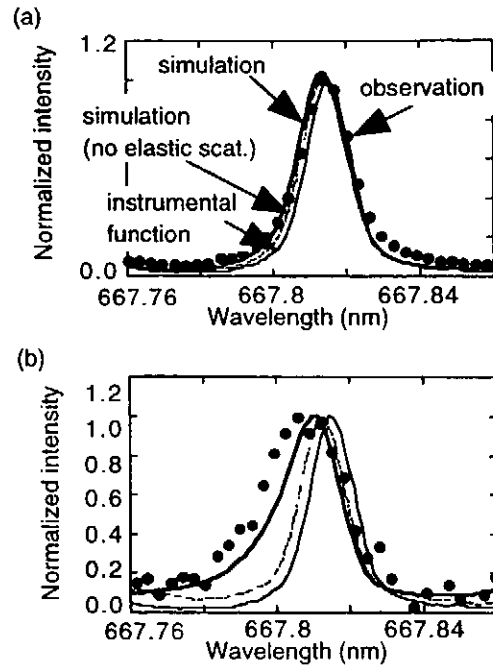 (a)
1.2
simulation
observation
simulation
(no elastic scat.)
instrumental
function
0.0
Normalized intensity
667.76
667.8
667.84
Wavelength (nm)
(b)
1.2
1.0
0.8
0.6
0.4
0.2
0.0
Normalized intensity
667.76
667.8
667.84
Wavelength (nm)